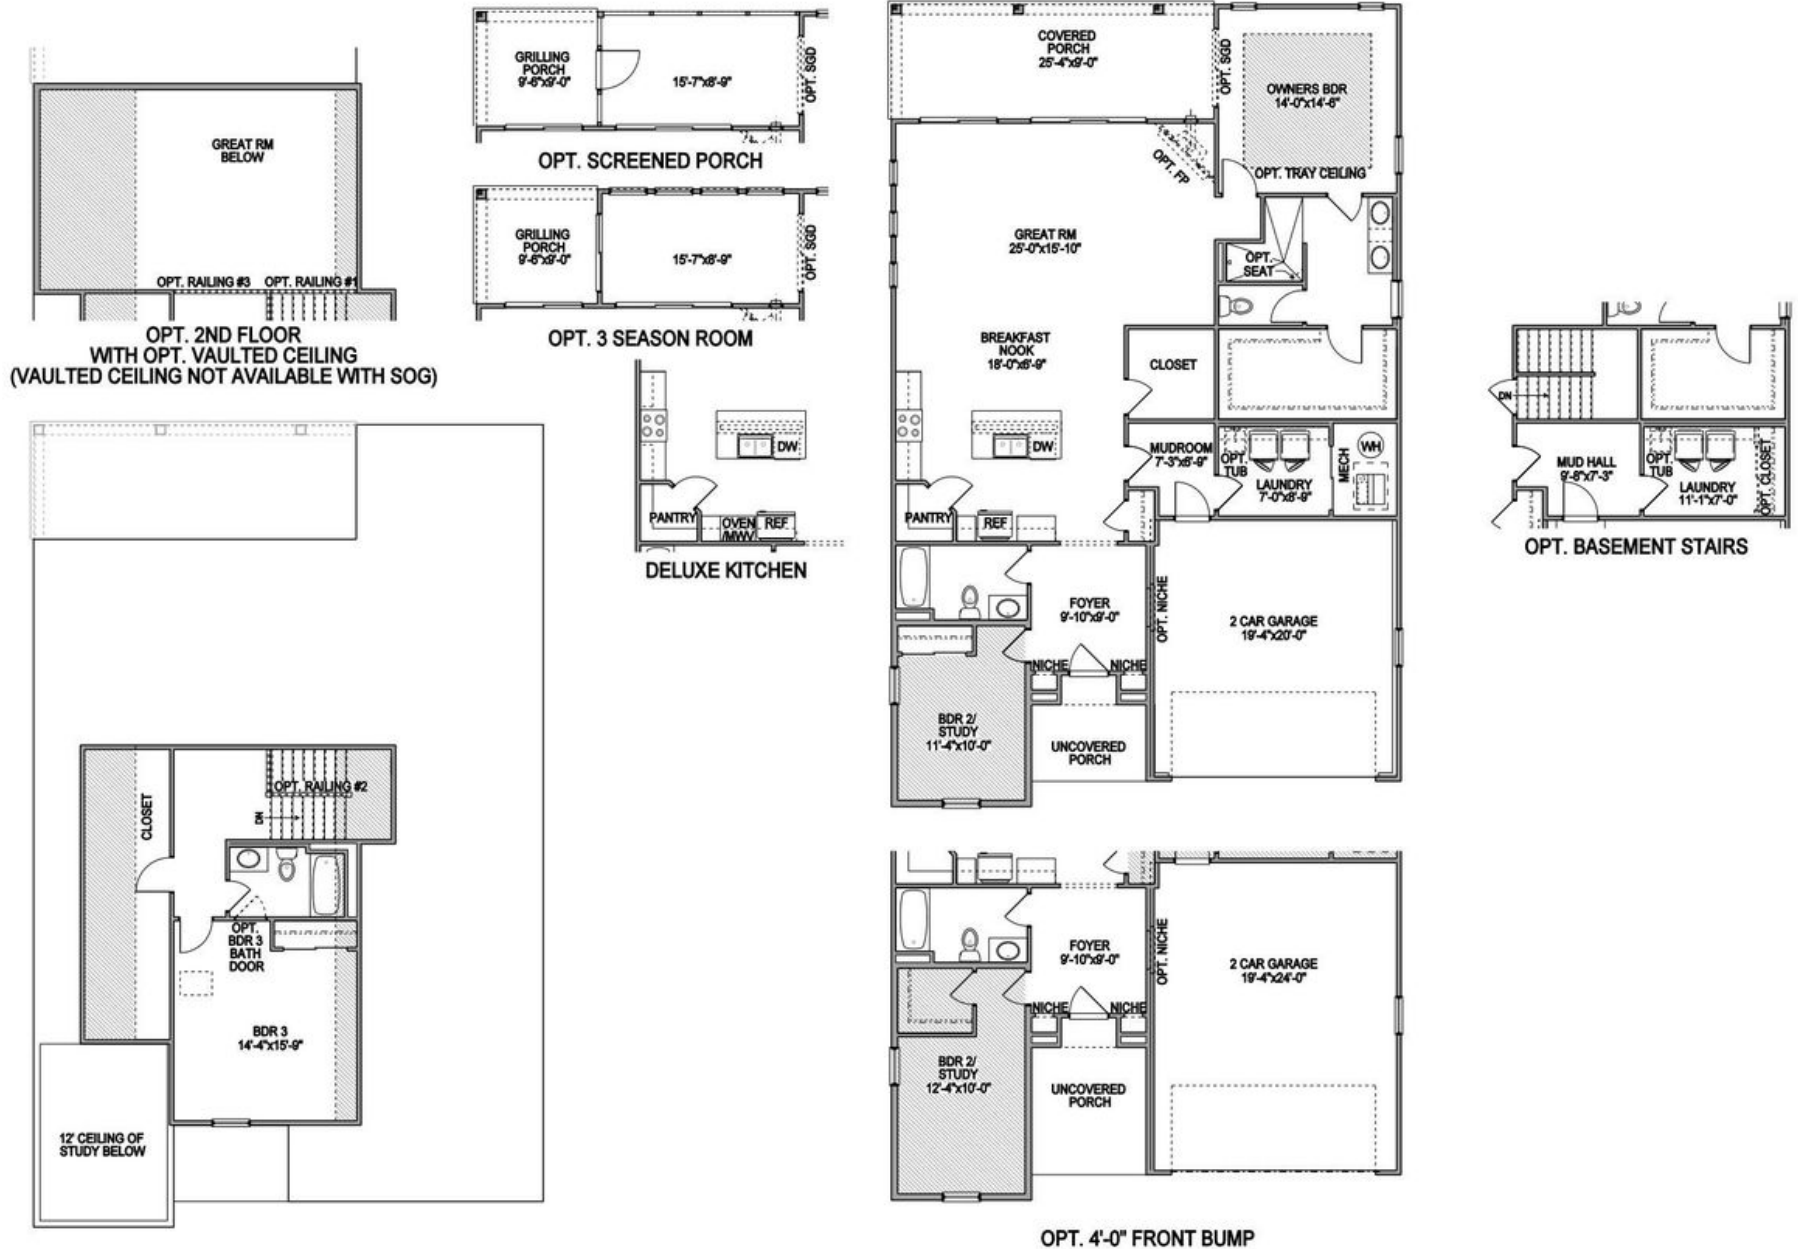 GREAT RM
BELOW
OPT. RAILING #3
OPT. RAILING #1
OPT. 2ND FLOOR
WITH OPT. VAULTED CEILING
(VAULTED CEILING NOT AVAILABLE WITH SOG)
GRILLING
PORCH
9'-6"x9'-0"
15'-7"x8'-9"
OPT. SGD
OPT. SCREENED PORCH
GRILLING
PORCH
9'-6"x9'-0"
15'-7"x8'-9"
OPT. SGD
OPT. 3 SEASON ROOM
DW
PANTRY
OVEN
/MWV
REF
DELUXE KITCHEN
CLOSET
OPT. RAILING #2
DN
OPT.
BDR 3
BATH
DOOR
BDR 3
14'-4"x15'-9"
12' CEILING OF
STUDY BELOW
COVERED
PORCH
25'-4"x9'-0"
OPT. SGD
OWNERS BDR
14'-0"x14'-6"
OPT. TRAY CEILING
OPT. FP
GREAT RM
25'-0"x15'-10"
OPT.
SEAT
BREAKFAST
NOOK
18'-0"x6'-9"
CLOSET
DW
MUDROOM
7'-3"x6'-9"
OPT.
TUB
LAUNDRY
7'-0"x8'-9"
MECH
WH
PANTRY
REF
FOYER
9'-10"x9'-0"
OPT. NICHE
2 CAR GARAGE
19'-4"x20'-0"
NICHE
NICHE
BDR 2/
STUDY
11'-4"x10'-0"
UNCOVERED
PORCH
FOYER
9'-10"x9'-0"
OPT. NICHE
2 CAR GARAGE
19'-4"x24'-0"
NICHE
NICHE
BDR 2/
STUDY
12'-4"x10'-0"
UNCOVERED
PORCH
OPT. 4'-0" FRONT BUMP
DN
MUD HALL
9'-8"x7'-3"
OPT.
TUB
LAUNDRY
11'-1"x7'-0"
OPT. CLOSET
OPT. BASEMENT STAIRS